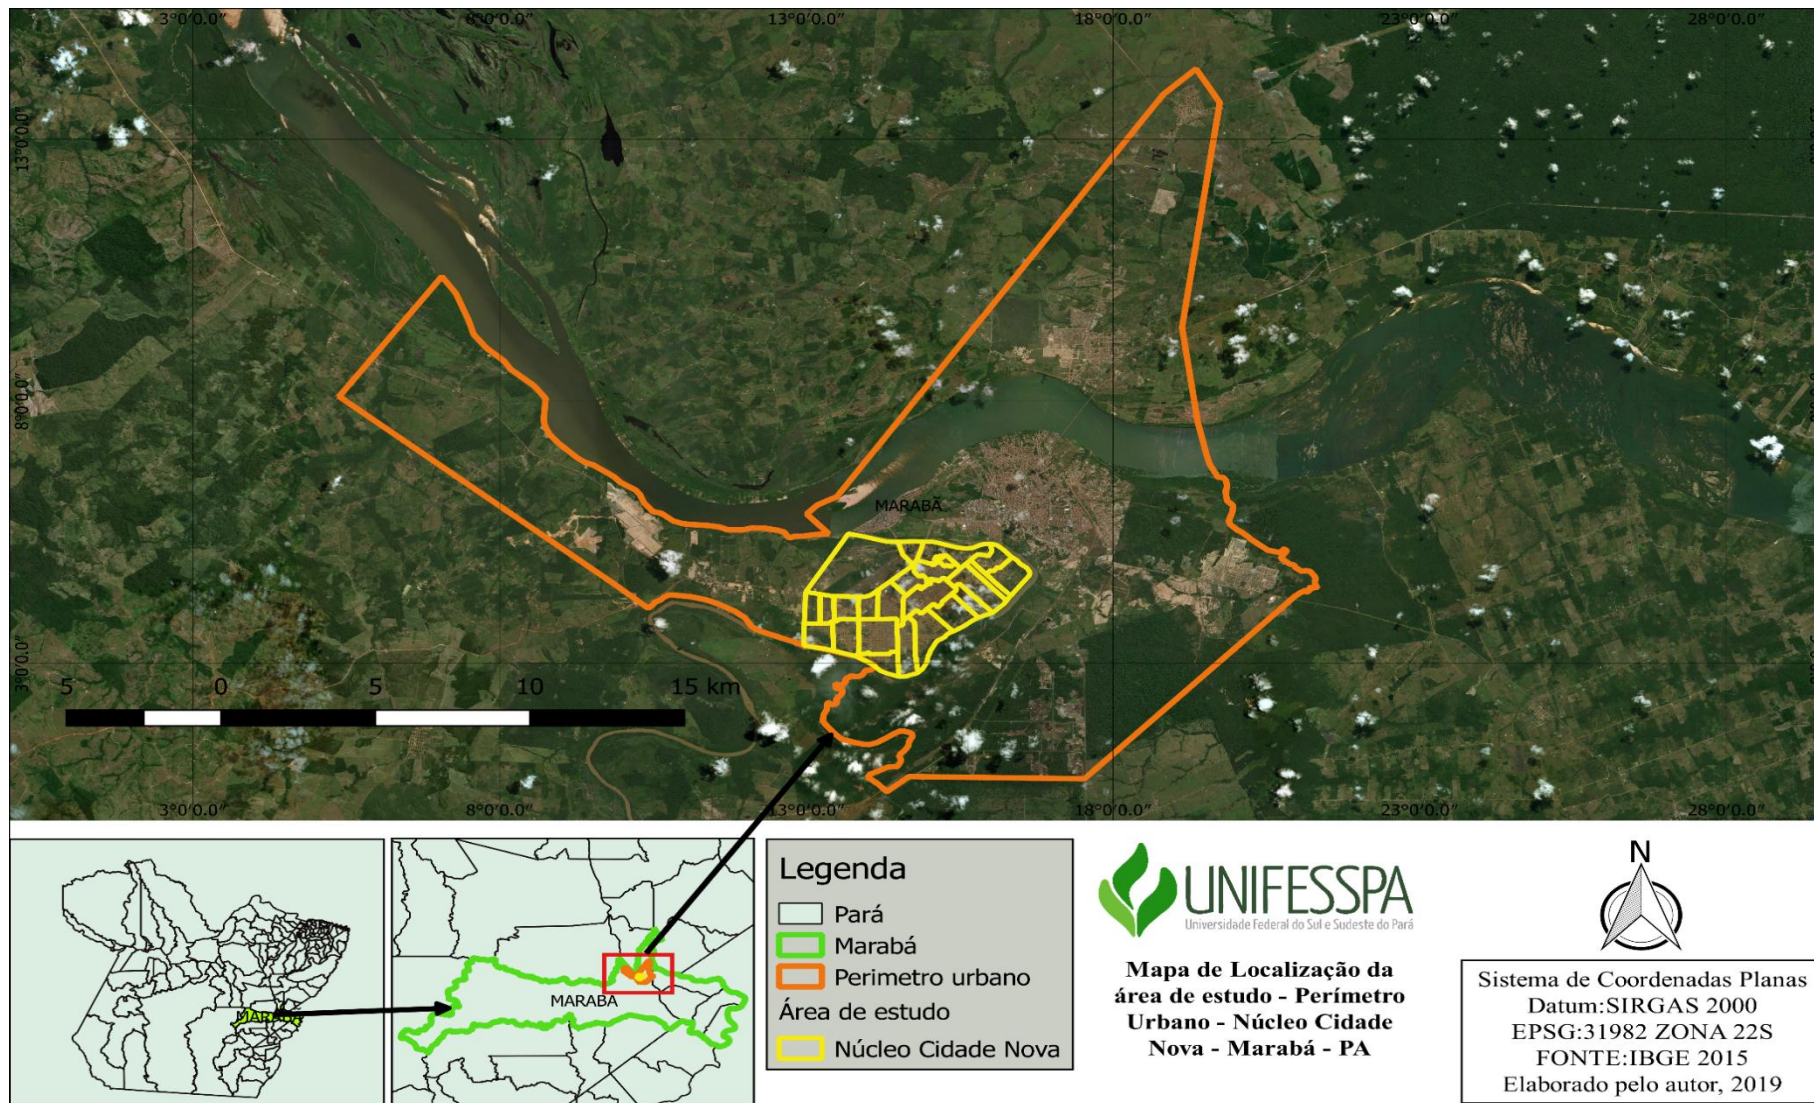 3°0'0.0"
8°0'0.0"
13°0'0.0"
18°0'0.0"
23°0'0.0"
28°0'0.0"
13°0'0.0"
8°0'0.0"
3°0'0.0"
MARABÃ
5 0 5 10 15 km
3°0'0.0"
8°0'0.0"
13°0'0.0"
18°0'0.0"
23°0'0.0"
28°0'0.0"
MARABÃ
Legenda
Pará
Marabá
Perimetro urbano
Área de estudo
Núcleo Cidade Nova
UNIFESSPA
Universidade Federal do Sul e Sudeste do Pará
Mapa de Localização da
área de estudo - Perímetro
Urbano - Núcleo Cidade
Nova - Marabá - PA
N
Sistema de Coordenadas Planas
Datum:SIRGAS 2000
EPSG:31982 ZONA 22S
FONTE:IBGE 2015
Elaborado pelo autor, 2019